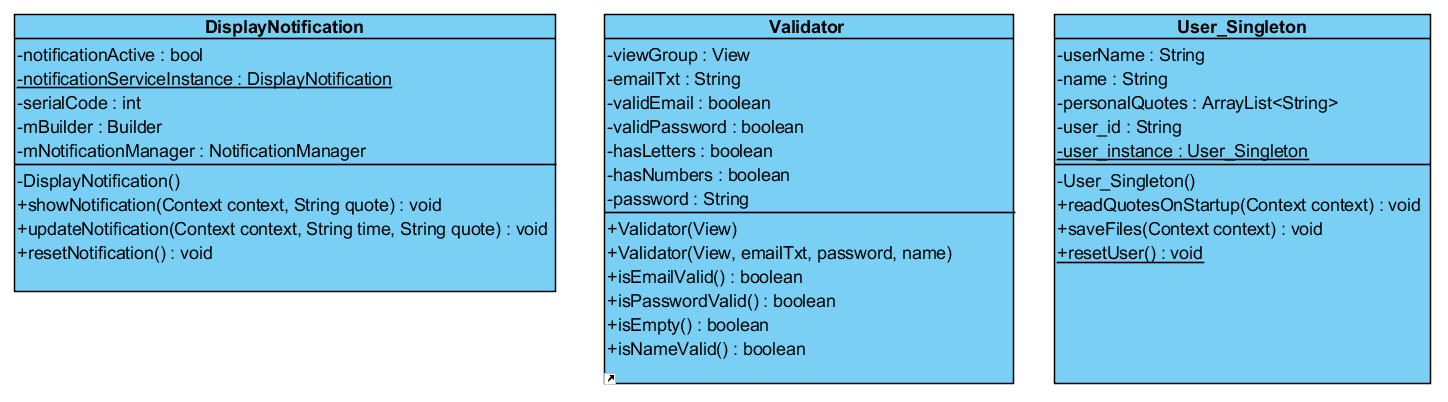 DisplayNotification
-notificationActive : bool
-notificationServiceInstance : DisplayNotification
-serialCode : int
-mBuilder : Builder
-mNotificationManager : NotificationManager
-DisplayNotification()
+showNotification(Context context, String quote) : void
+updateNotification(Context context, String time, String quote) : void
+resetNotification() : void
Validator
-viewGroup : View
-emailTxt : String
-validEmail : boolean
-validPassword : boolean
-hasLetters : boolean
-hasNumbers : boolean
-password : String
+Validator(View)
+Validator(View, emailTxt, password, name)
+isEmailValid() : boolean
+isPasswordValid() : boolean
+isEmpty() : boolean
+isNameValid() : boolean
User_Singleton
-userName : String
-name : String
-personalQuotes : ArrayList<String>
-user_id : String
-user_instance : User_Singleton
-User_Singleton()
+readQuotesOnStartup(Context context) : void
+saveFiles(Context context) : void
+resetUser() : void